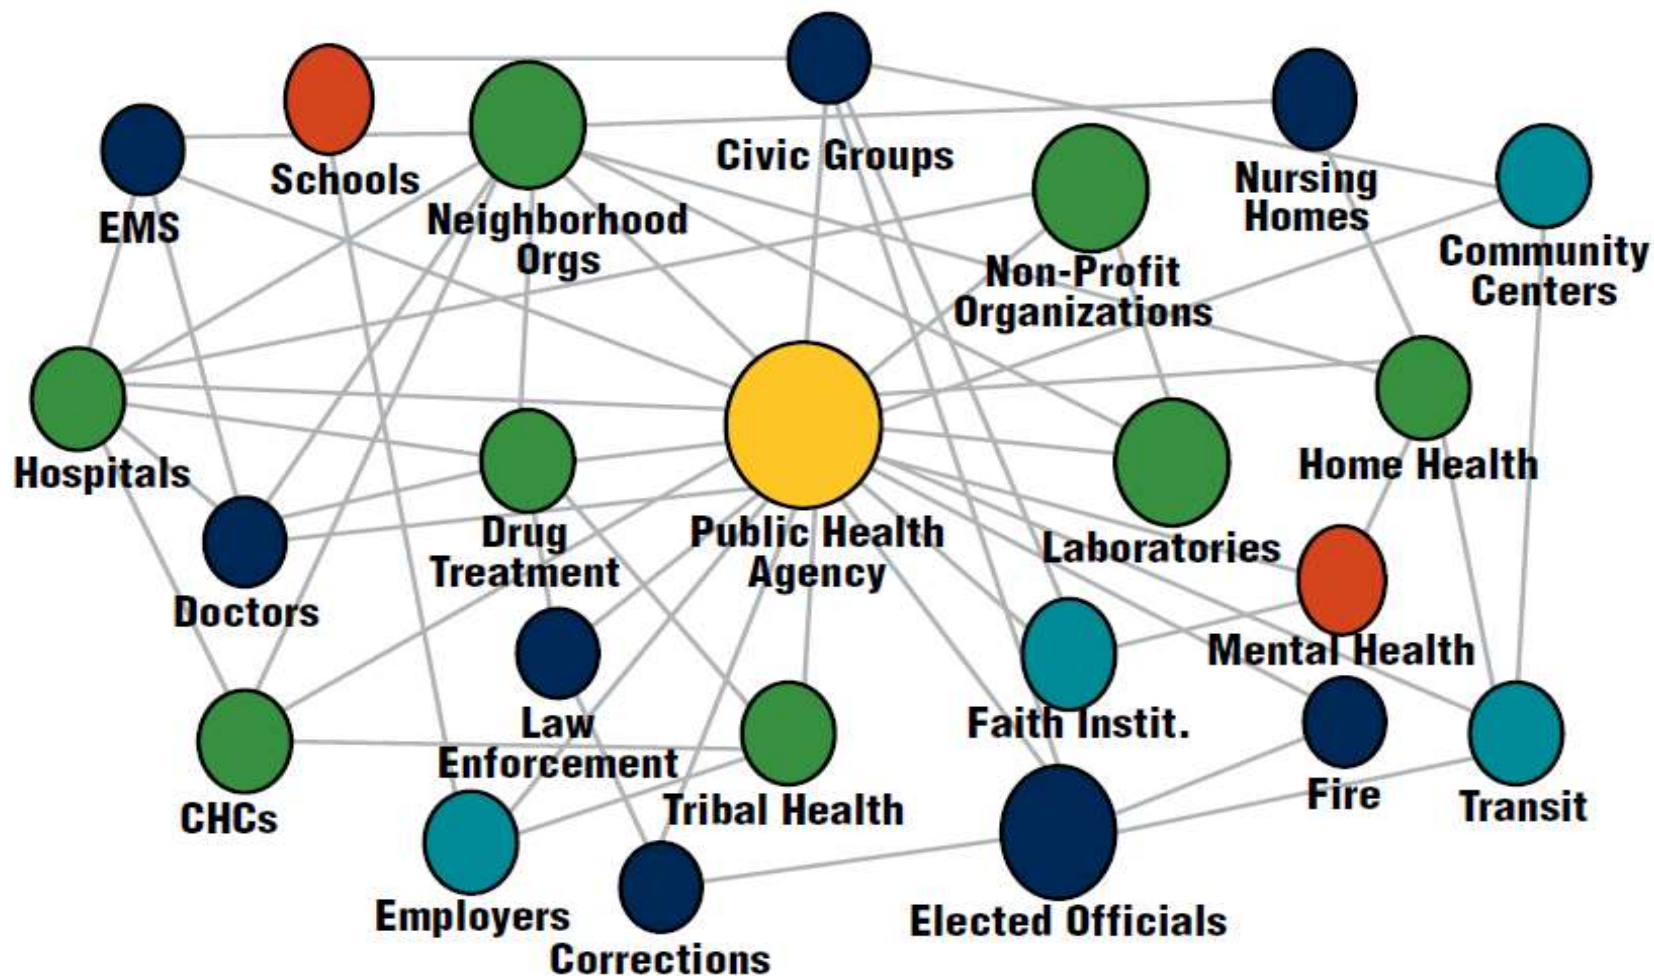 Civic Groups
Schools
Nursing
Homes
EMS
Neighborhood
Orgs
Community
Centers
Non-Profit
Organizations
Hospitals
Home Health
Drug
Treatment
Public Health
Agency
Laboratories
Doctors
Mental Health
Law
Enforcement
Faith Instit.
Fire
Transit
CHCs
Tribal Health
Employers
Elected Officials
Corrections